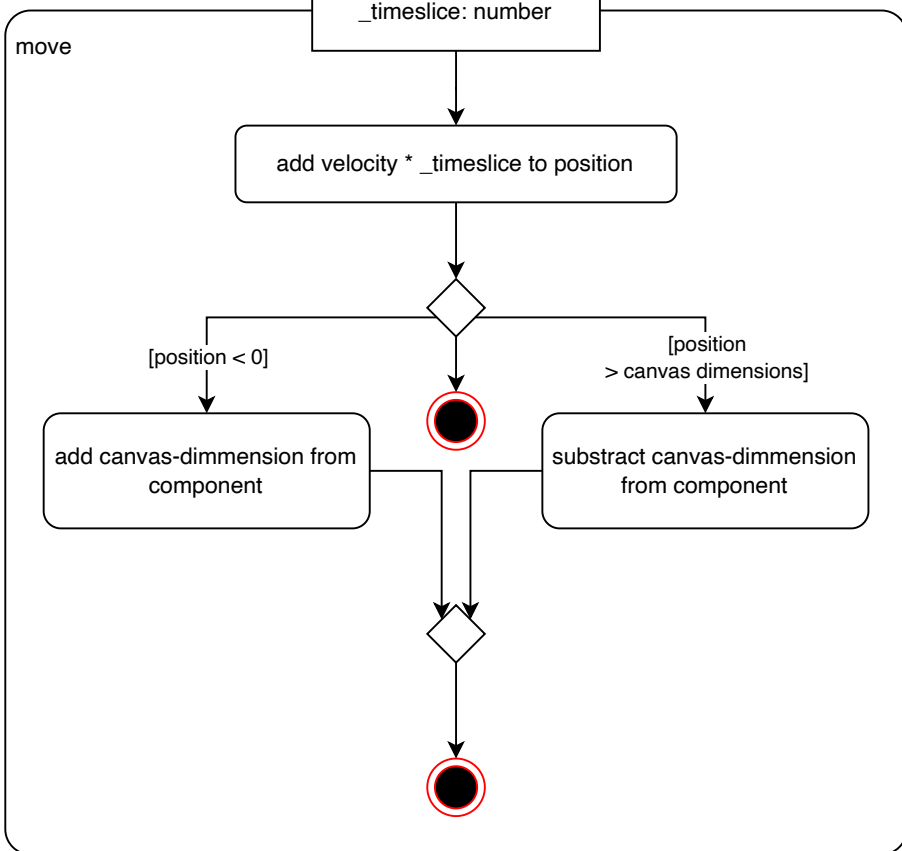 _timeslice: number
move
add velocity * _timeslice to position
[position < 0]
[position
> canvas dimensions]
add canvas-dimmension from
component
substract canvas-dimmension
from component